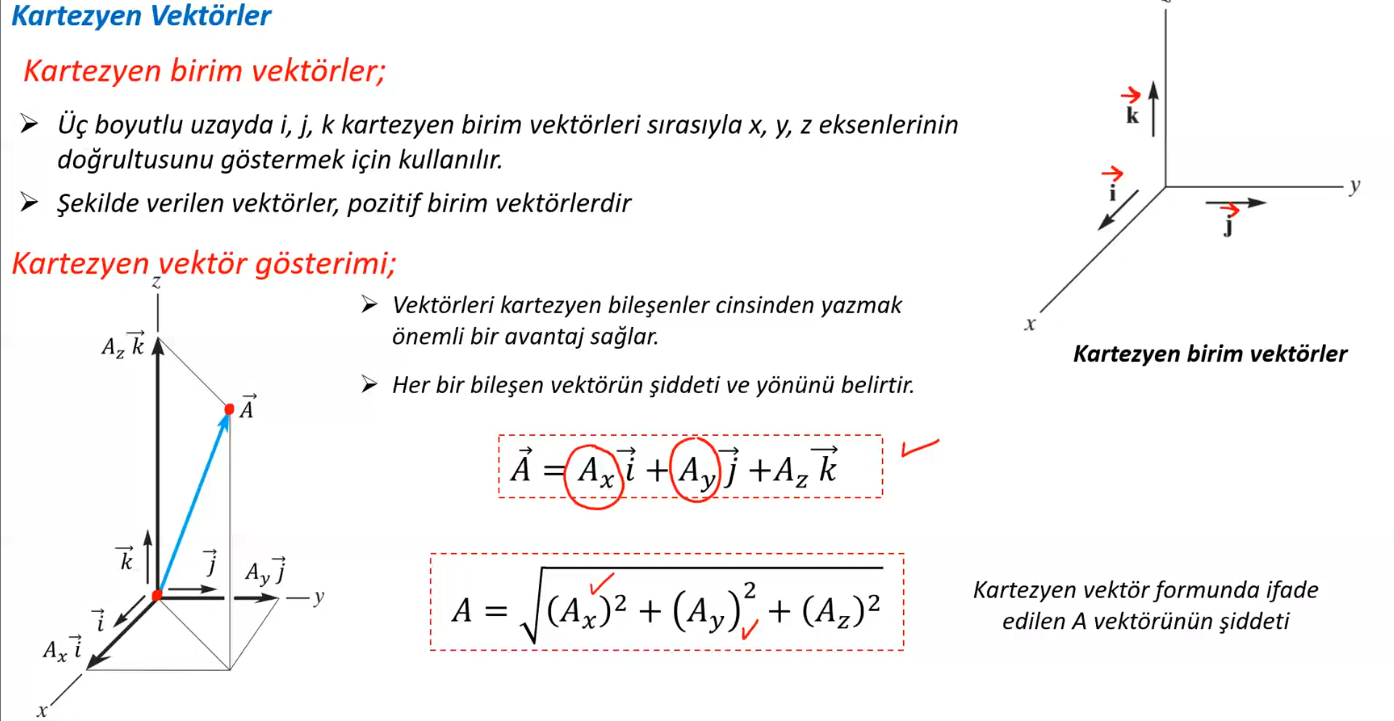 Kartezyen Vektörler
Kartezyen birim vektörler;
➢ Üç boyutlu uzayda i, j, k kartezyen birim vektörleri sırasıyla x, y, z eksenlerinin
doğrultusunu göstermek için kullanılır.
➢ Şekilde verilen vektörler, pozitif birim vektörlerdir
k
i
j
y
x
Kartezyen birim vektörler
Kartezyen vektör gösterimi;
z
A_z k⃗
A⃗
k⃗
j⃗
A_y j⃗
y
i⃗
A_x i⃗
x
➢ Vektörleri kartezyen bileşenler cinsinden yazmak
önemli bir avantaj sağlar.
➢ Her bir bileşen vektörün şiddeti ve yönünü belirtir.
A⃗ = A_x i⃗ + A_y j⃗ + A_z k⃗
A = √((A_x)² + (A_y)² + (A_z)²)
Kartezyen vektör formunda ifade
edilen A vektörünün şiddeti